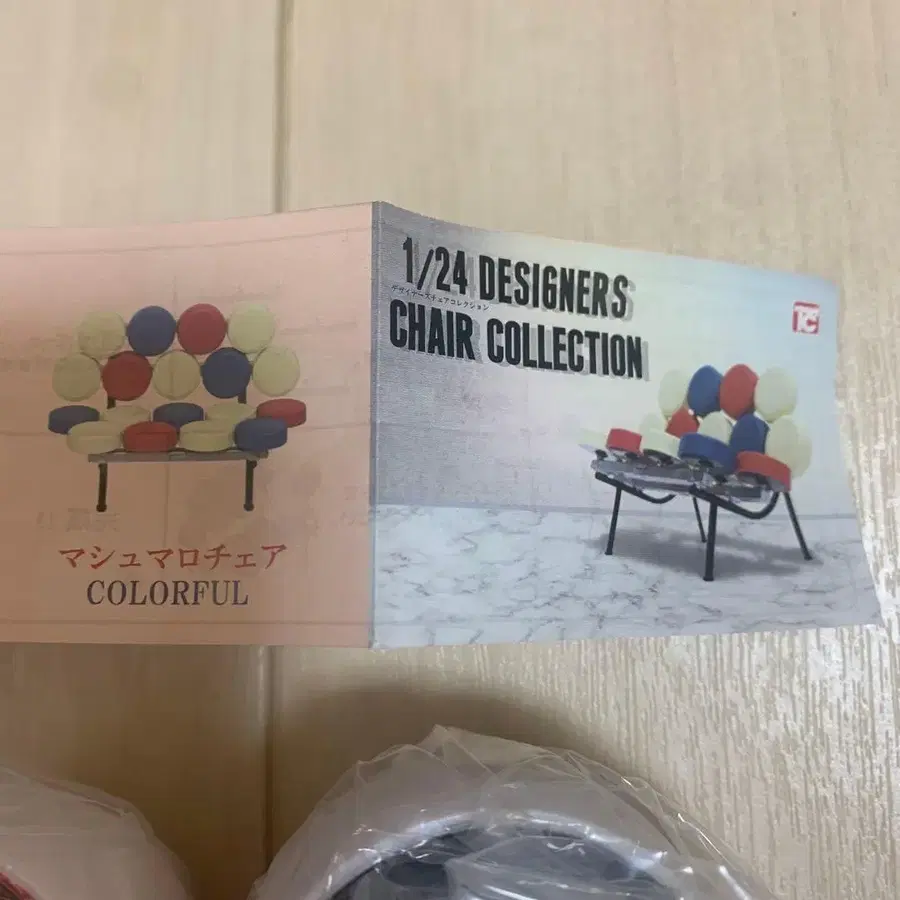 マシュマロチェア
COLORFUL
1/24 DESIGNERS
デザイナーズチェアコレクション
CHAIR COLLECTION